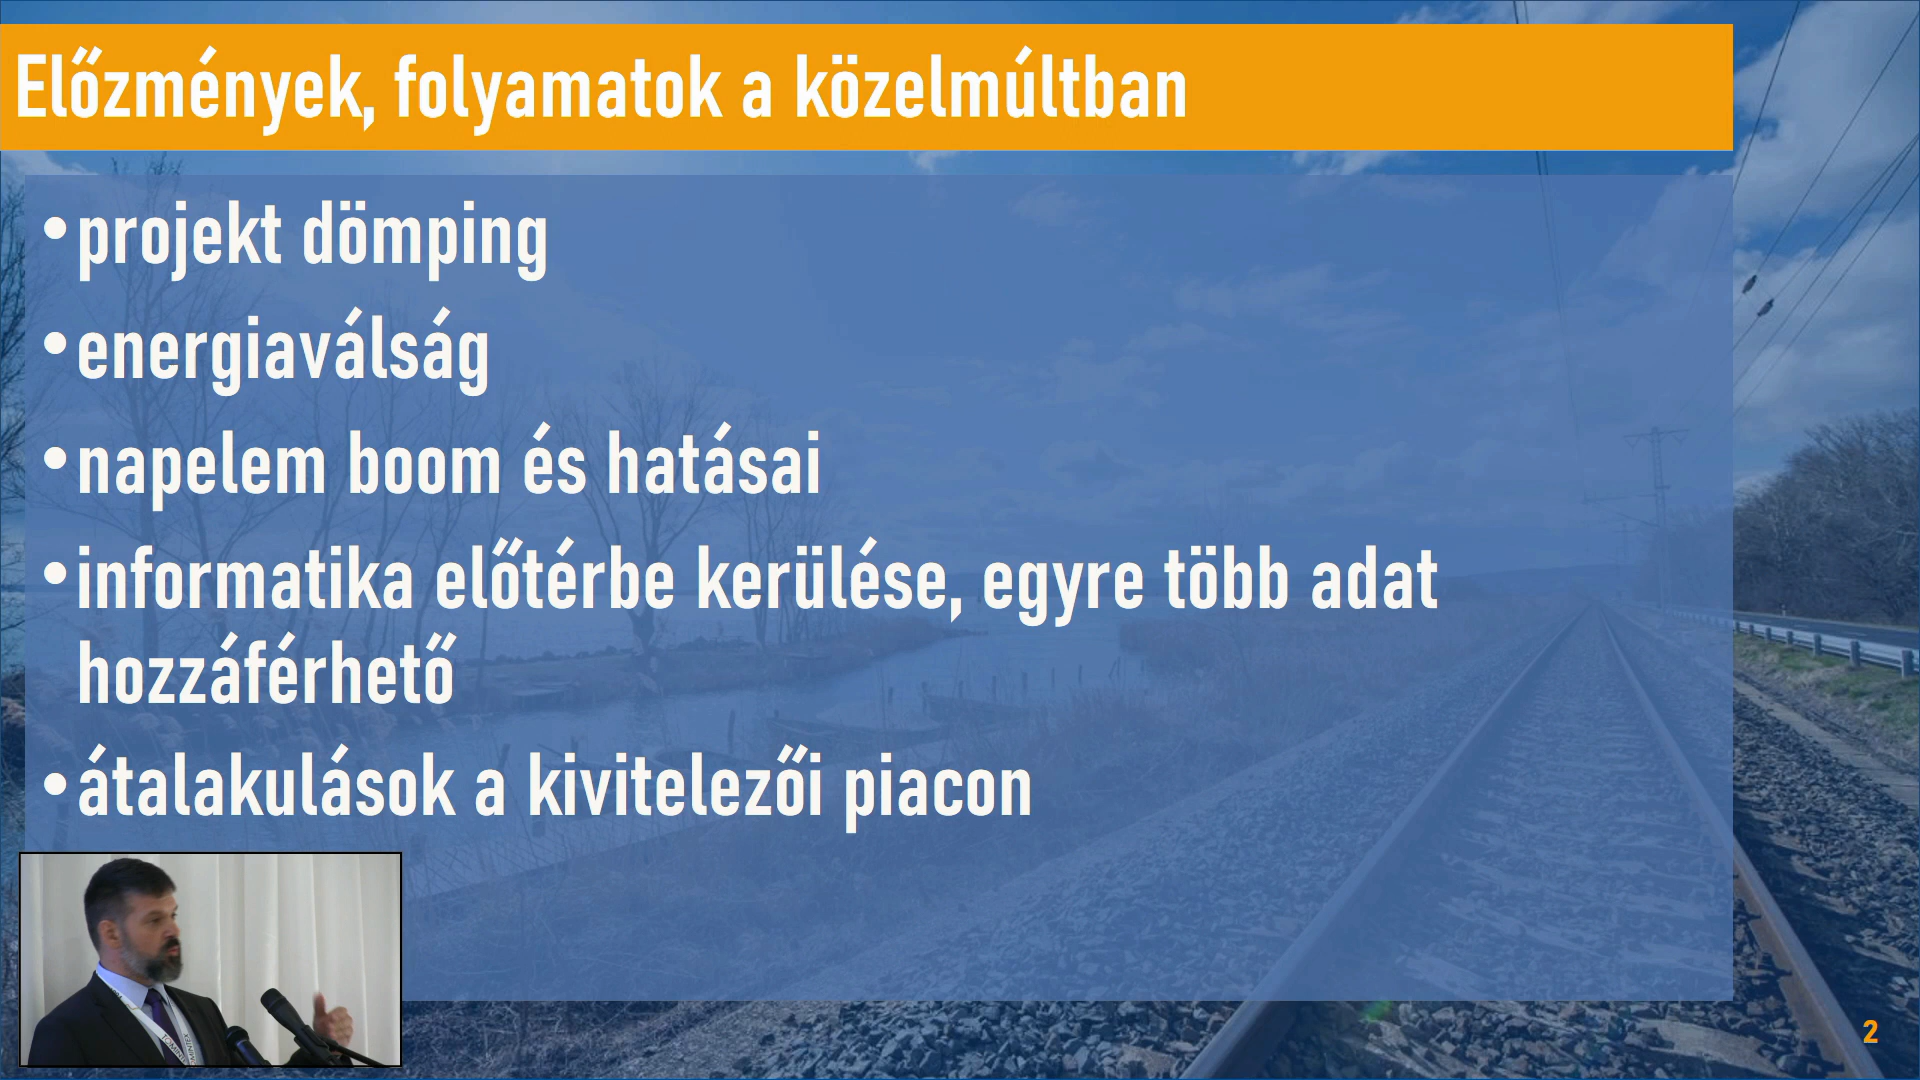 Előzmények, folyamatok a közelmúltban
•projekt dömping
•energiaválság
•napelem boom és hatásai
•informatika előtérbe kerülése, egyre több adat
hozzáférhető
•átalakulások a kivitelezői piacon
2